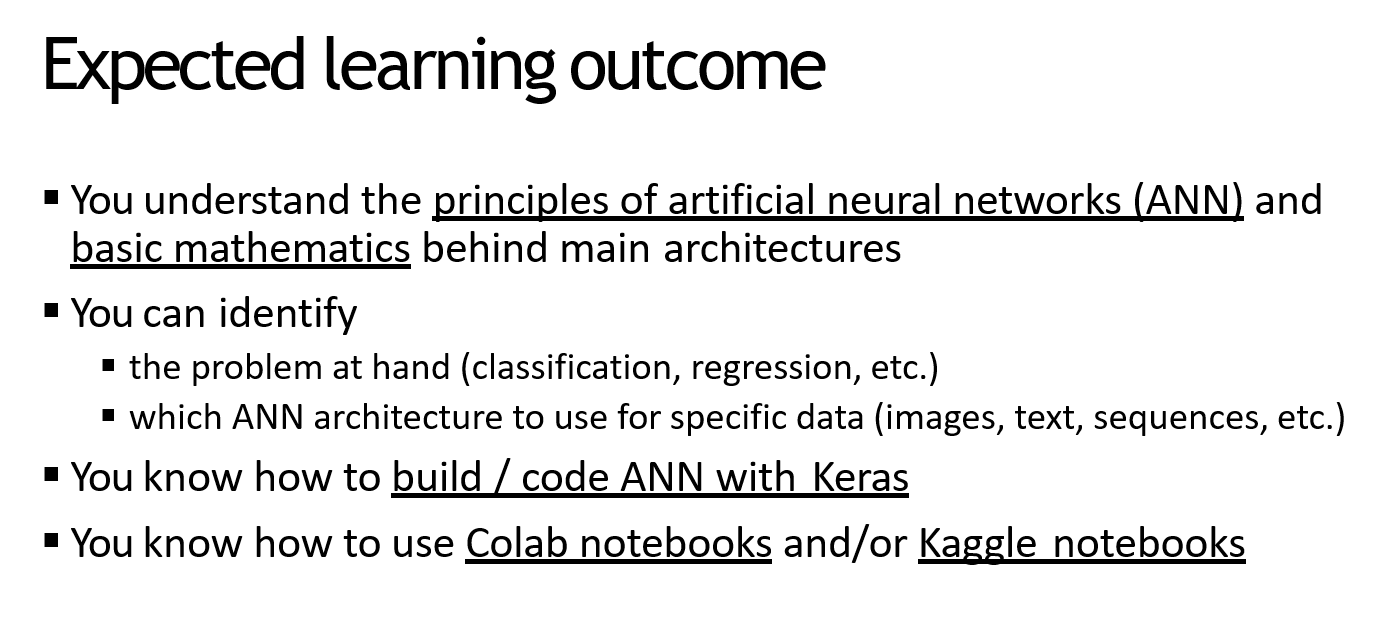 Expected learning outcome
▪ You understand the principles of artificial neural networks (ANN) and
basic mathematics behind main architectures
▪ You can identify
▪ the problem at hand (classification, regression, etc.)
▪ which ANN architecture to use for specific data (images, text, sequences, etc.)
▪ You know how to build / code ANN with Keras
▪ You know how to use Colab notebooks and/or Kaggle notebooks